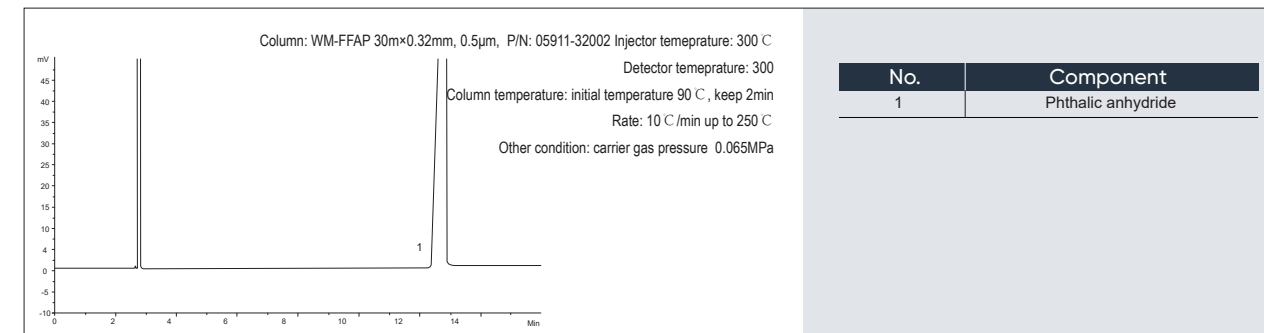 Column: WM-FFAP 30m×0.32mm, 0.5μm, P/N: 05911-32002 Injector temeprature: 300℃
Detector temeprature: 300
Column temperature: initial temperature 90℃, keep 2min
Rate: 10℃/min up to 250℃
Other condition: carrier gas pressure 0.065MPa
mV
45
40
35
30
25
20
15
10
4
0
-5
-10
1
0 2 4 6 8 10 12 14 Min
No. Component
1 Phthalic anhydride